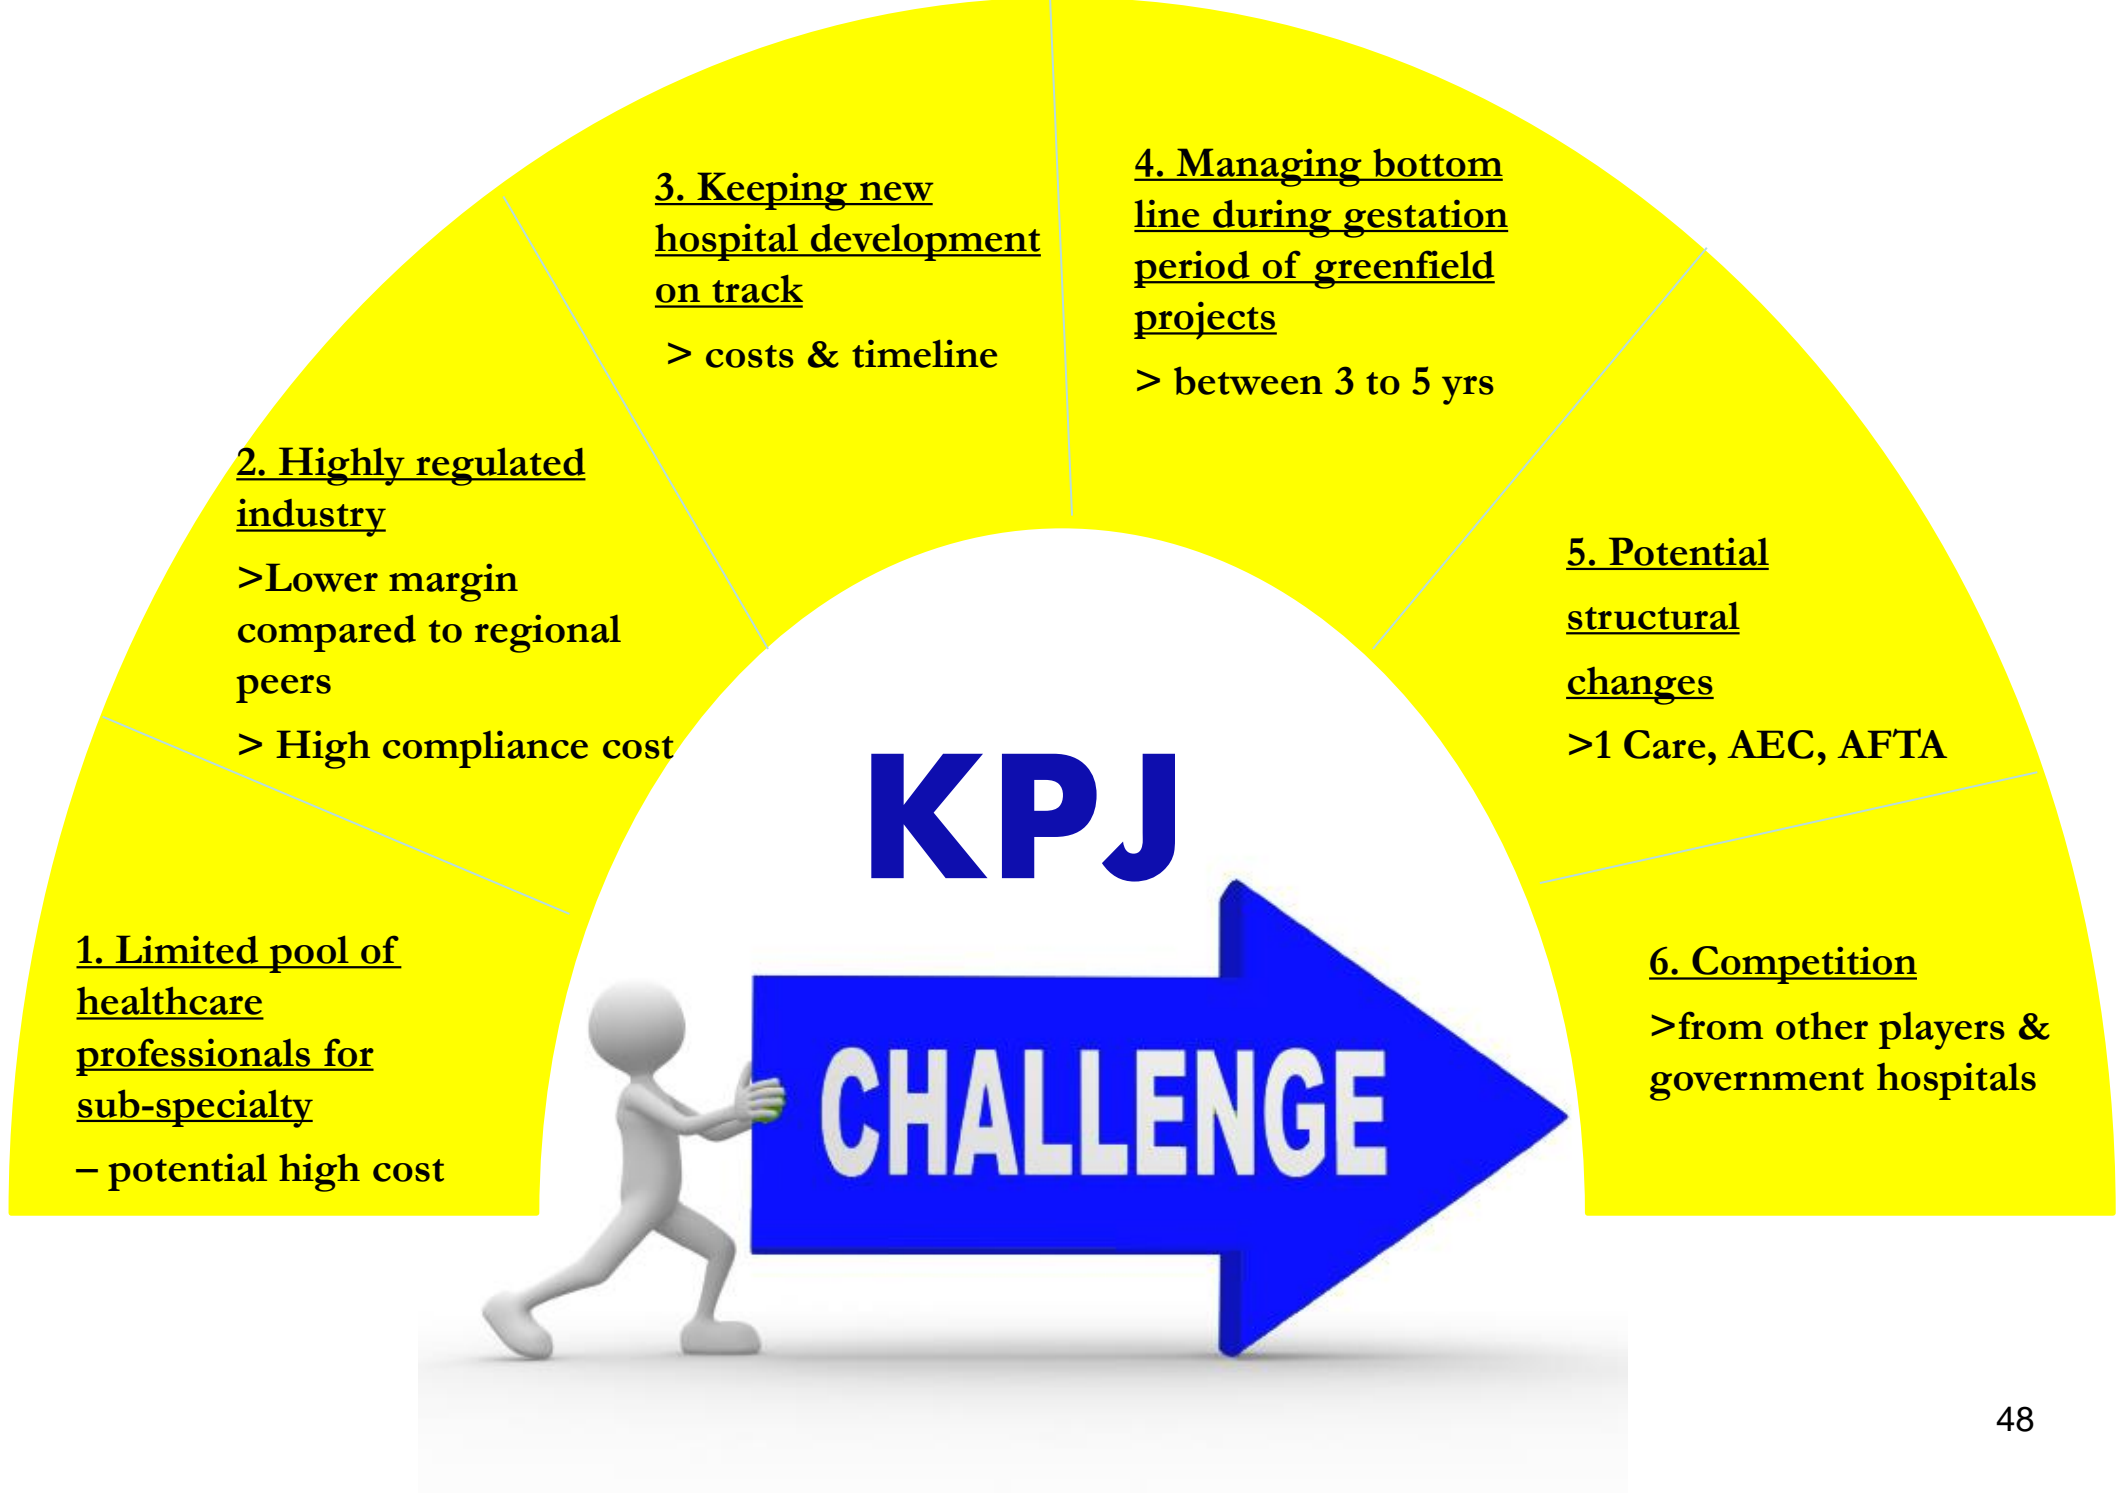 1. Limited pool of
healthcare
professionals for
sub-specialty
– potential high cost
2. Highly regulated
industry
>Lower margin
compared to regional
peers
> High compliance cost
3. Keeping new
hospital development
on track
> costs & timeline
4. Managing bottom
line during gestation
period of greenfield
projects
> between 3 to 5 yrs
5. Potential
structural
changes
>1 Care, AEC, AFTA
6. Competition
>from other players &
government hospitals
KPJ
CHALLENGE
48